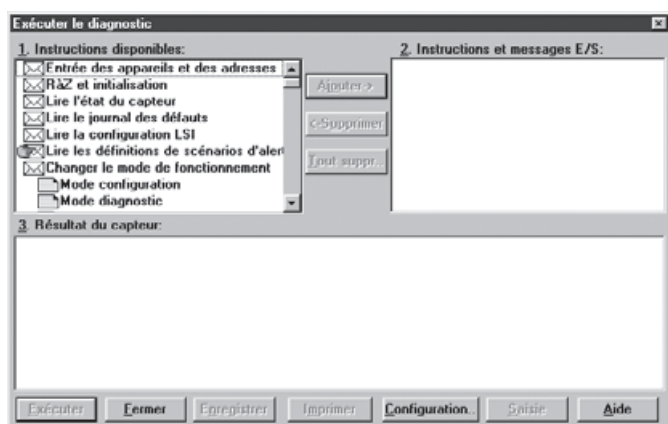 Exécuter le diagnostic
1. Instructions disponibles:
Entrée des appareils et des adresses
RàZ et initialisation
Lire l'état du capteur
Lire le journal des défauts
Lire la configuration LSI
Lire les définitions de scénarios d'aler
Changer le mode de fonctionnement
Mode configuration
Mode diagnostic
Ajouter->
<-Supprimer
Tout suppr..
2. Instructions et messages E/S:
3. Résultat du capteur:
Exécuter Fermer Enregistrer Imprimer Configuration.. Saisie Aide